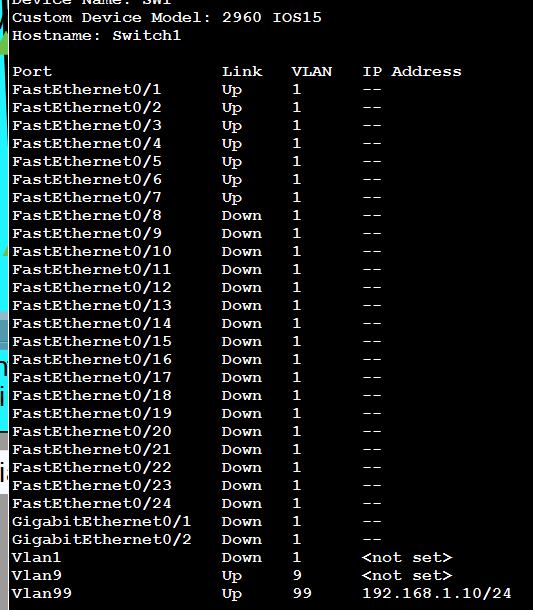 Device Name: SW1
Custom Device Model: 2960 IOS15
Hostname: Switch1
Port Link VLAN IP Address
FastEthernet0/1 Up 1 --
FastEthernet0/2 Up 1 --
FastEthernet0/3 Up 1 --
FastEthernet0/4 Up 1 --
FastEthernet0/5 Up 1 --
FastEthernet0/6 Up 1 --
FastEthernet0/7 Up 1 --
FastEthernet0/8 Down 1 --
FastEthernet0/9 Down 1 --
FastEthernet0/10 Down 1 --
FastEthernet0/11 Down 1 --
FastEthernet0/12 Down 1 --
FastEthernet0/13 Down 1 --
FastEthernet0/14 Down 1 --
FastEthernet0/15 Down 1 --
FastEthernet0/16 Down 1 --
FastEthernet0/17 Down 1 --
FastEthernet0/18 Down 1 --
FastEthernet0/19 Down 1 --
FastEthernet0/20 Down 1 --
FastEthernet0/21 Down 1 --
FastEthernet0/22 Down 1 --
FastEthernet0/23 Down 1 --
FastEthernet0/24 Down 1 --
GigabitEthernet0/1 Down 1 --
GigabitEthernet0/2 Down 1 --
Vlan1 Down 1 <not set>
Vlan9 Up 9 <not set>
Vlan99 Up 99 192.168.1.10/24